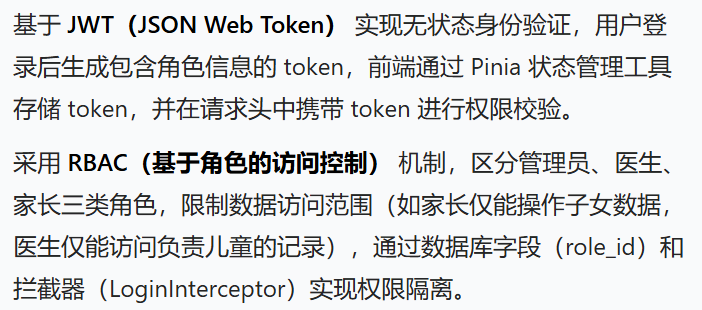 基于 JWT（JSON Web Token） 实现无状态身份验证，用户登
录后生成包含角色信息的 token，前端通过 Pinia 状态管理工具
存储 token，并在请求头中携带 token 进行权限校验。
采用 RBAC（基于角色的访问控制） 机制，区分管理员、医生、
家长三类角色，限制数据访问范围（如家长仅能操作子女数据，
医生仅能访问负责儿童的记录），通过数据库字段（role_id）和
拦截器（LoginInterceptor）实现权限隔离。